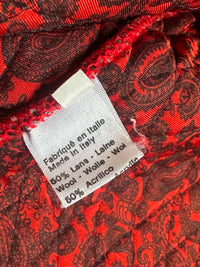 Fabriqué en Italie
Made in Italy
50% Lana - Laine
Wool - Wolle - Wol
50% Acrilico